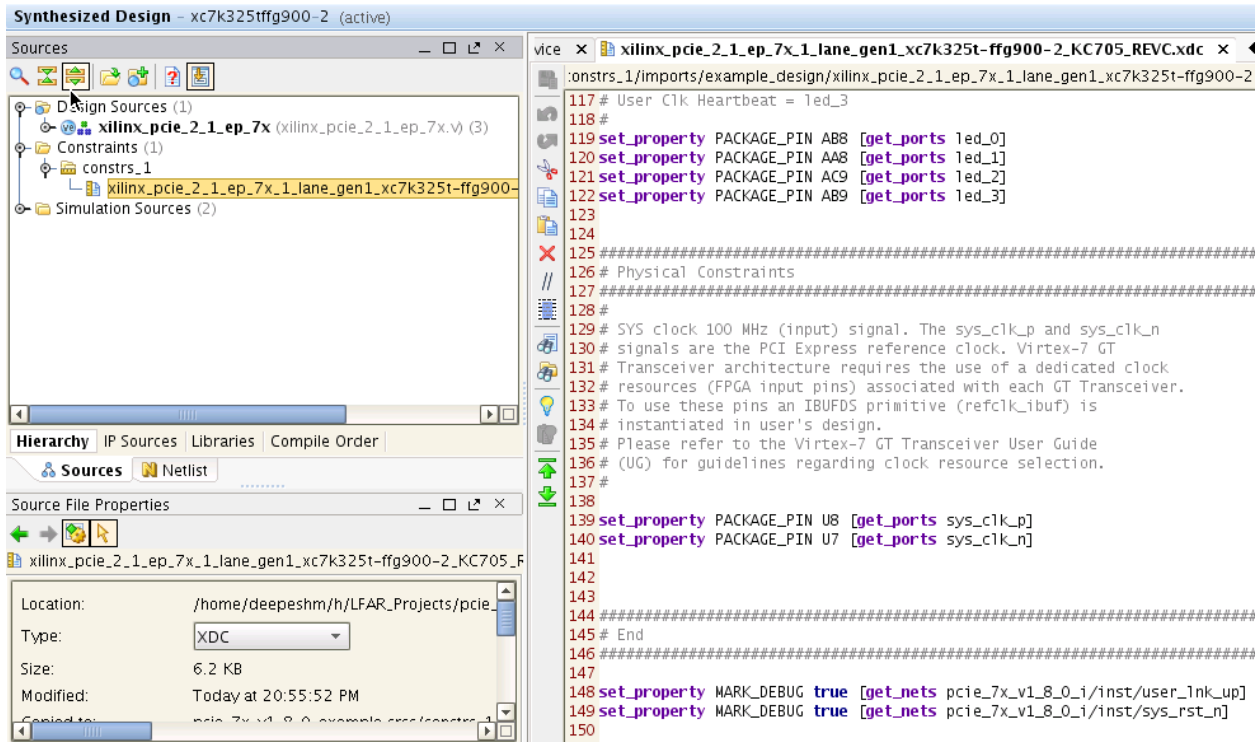 Synthesized Design - xc7k325tffg900-2 (active)
Sources
Design Sources (1)
xilinx_pcie_2_1_ep_7x (xilinx_pcie_2_1_ep_7x.v) (3)
Constraints (1)
constrs_1
xilinx_pcie_2_1_ep_7x_1_lane_gen1_xc7k325t-ffg900-
Simulation Sources (2)
Hierarchy IP Sources Libraries Compile Order
Sources Netlist
Source File Properties
xilinx_pcie_2_1_ep_7x_1_lane_gen1_xc7k325t-ffg900-2_KC705_R
Location: /home/deepeshm/h/LFAR_Projects/pcie_
Type: XDC
Size: 6.2 KB
Modified: Today at 20:55:52 PM
vice xilinx_pcie_2_1_ep_7x_1_lane_gen1_xc7k325t-ffg900-2_KC705_REVC.xdc
:onstrs_1/imports/example_design/xilinx_pcie_2_1_ep_7x_1_lane_gen1_xc7k325t-ffg900-2
117 # User Clk Heartbeat = led_3
118 #
119 set_property PACKAGE_PIN AB8 [get_ports led_0]
120 set_property PACKAGE_PIN AA8 [get_ports led_1]
121 set_property PACKAGE_PIN AC9 [get_ports led_2]
122 set_property PACKAGE_PIN AB9 [get_ports led_3]
123
124
125 ###############################################################################
126 # Physical Constraints
127 ###############################################################################
128 #
129 # SYS clock 100 MHz (input) signal. The sys_clk_p and sys_clk_n
130 # signals are the PCI Express reference clock. Virtex-7 GT
131 # Transceiver architecture requires the use of a dedicated clock
132 # resources (FPGA input pins) associated with each GT Transceiver.
133 # To use these pins an IBUFDS primitive (refclk_ibuf) is
134 # instantiated in user's design.
135 # Please refer to the Virtex-7 GT Transceiver User Guide
136 # (UG) for guidelines regarding clock resource selection.
137 #
138
139 set_property PACKAGE_PIN U8 [get_ports sys_clk_p]
140 set_property PACKAGE_PIN U7 [get_ports sys_clk_n]
141
142
143
144 ###############################################################################
145 # End
146 ###############################################################################
147
148 set_property MARK_DEBUG true [get_nets pcie_7x_v1_8_0_i/inst/user_lnk_up]
149 set_property MARK_DEBUG true [get_nets pcie_7x_v1_8_0_i/inst/sys_rst_n]
150